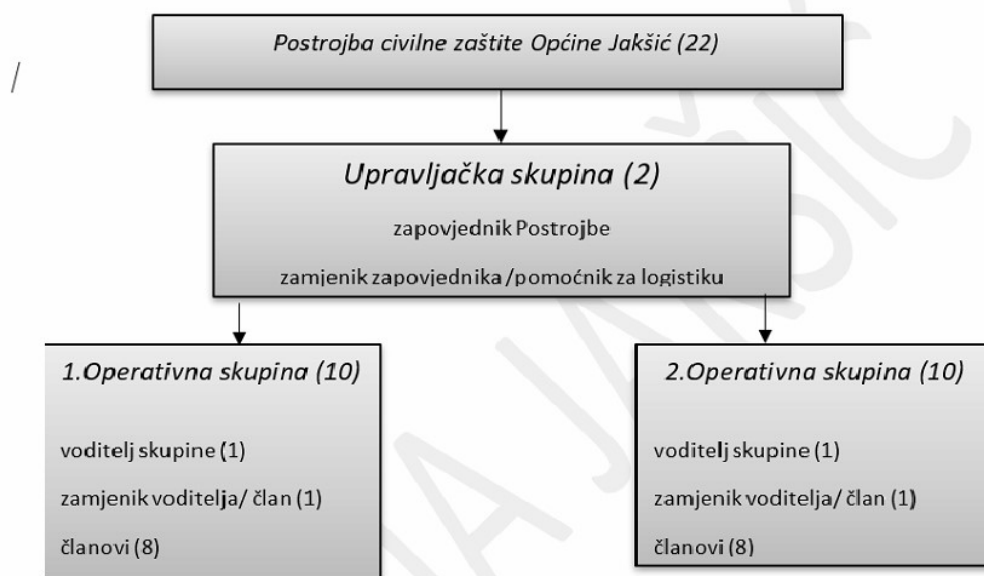 Postrojba civilne zaštite Općine Jakšić (22)
/
Upravljačka skupina (2)
zapovjednik Postrojbe
zamjenik zapovjednika /pomoćnik za logistiku
1.Operativna skupina (10)
voditelj skupine (1)
zamjenik voditelja/ član (1)
članovi (8)
2.Operativna skupina (10)
voditelj skupine (1)
zamjenik voditelja/ član (1)
članovi (8)
JAKŠIĆ